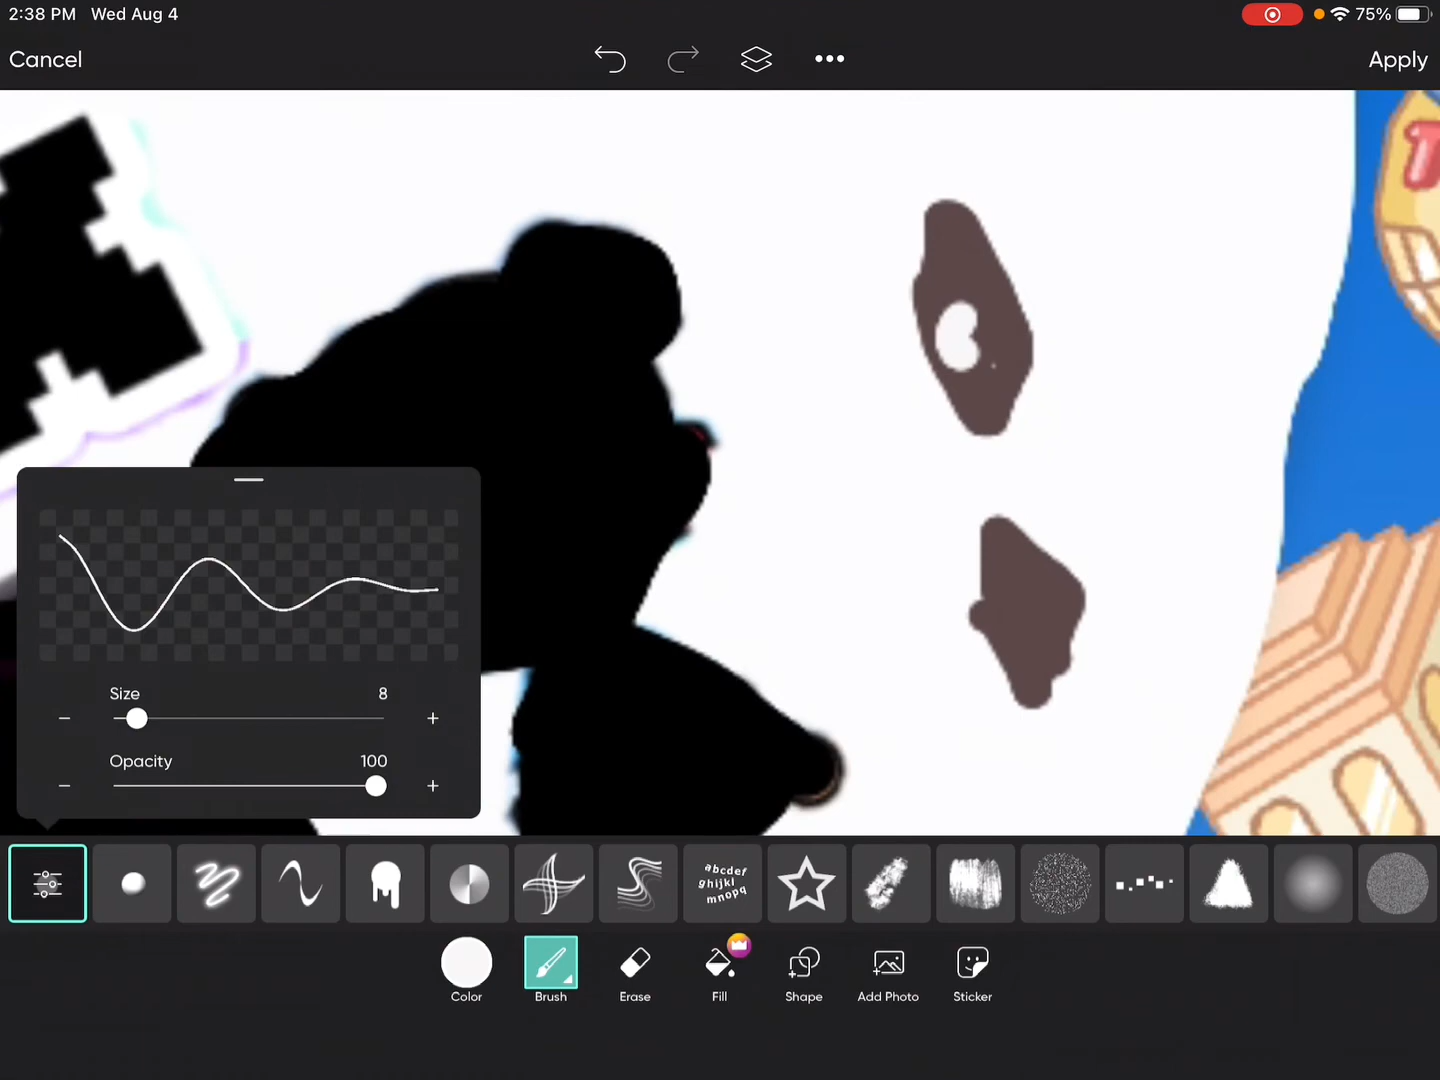 2:38 PM Wed Aug 4
75%
Cancel
Apply
T
Size
8
Opacity
100
abcdef
ghijkl
mnopq
Color
Brush
Erase
Fill
Shape
Add Photo
Sticker